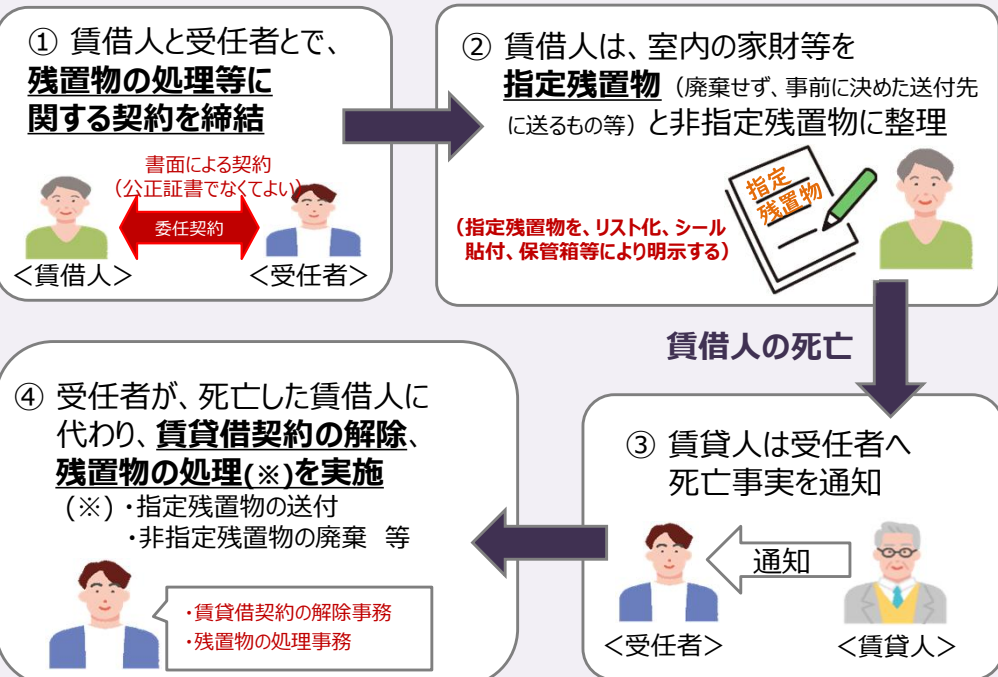 ① 賃借人と受任者とで、
残置物の処理等に
関する契約を締結
書面による契約
（公正証書でなくてよい）
委任契約
＜賃借人＞
＜受任者＞
② 賃借人は、室内の家財等を
指定残置物（廃棄せず、事前に決めた送付先
に送るもの等）と非指定残置物に整理
指定
残置物
（指定残置物を、リスト化、シール
貼付、保管箱等により明示する）
賃借人の死亡
③ 賃貸人は受任者へ
死亡事実を通知
通知
＜受任者＞
＜賃貸人＞
④ 受任者が、死亡した賃借人に
代わり、賃貸借契約の解除、
残置物の処理(※)を実施
(※)・指定残置物の送付
・非指定残置物の廃棄 等
・賃貸借契約の解除事務
・残置物の処理事務